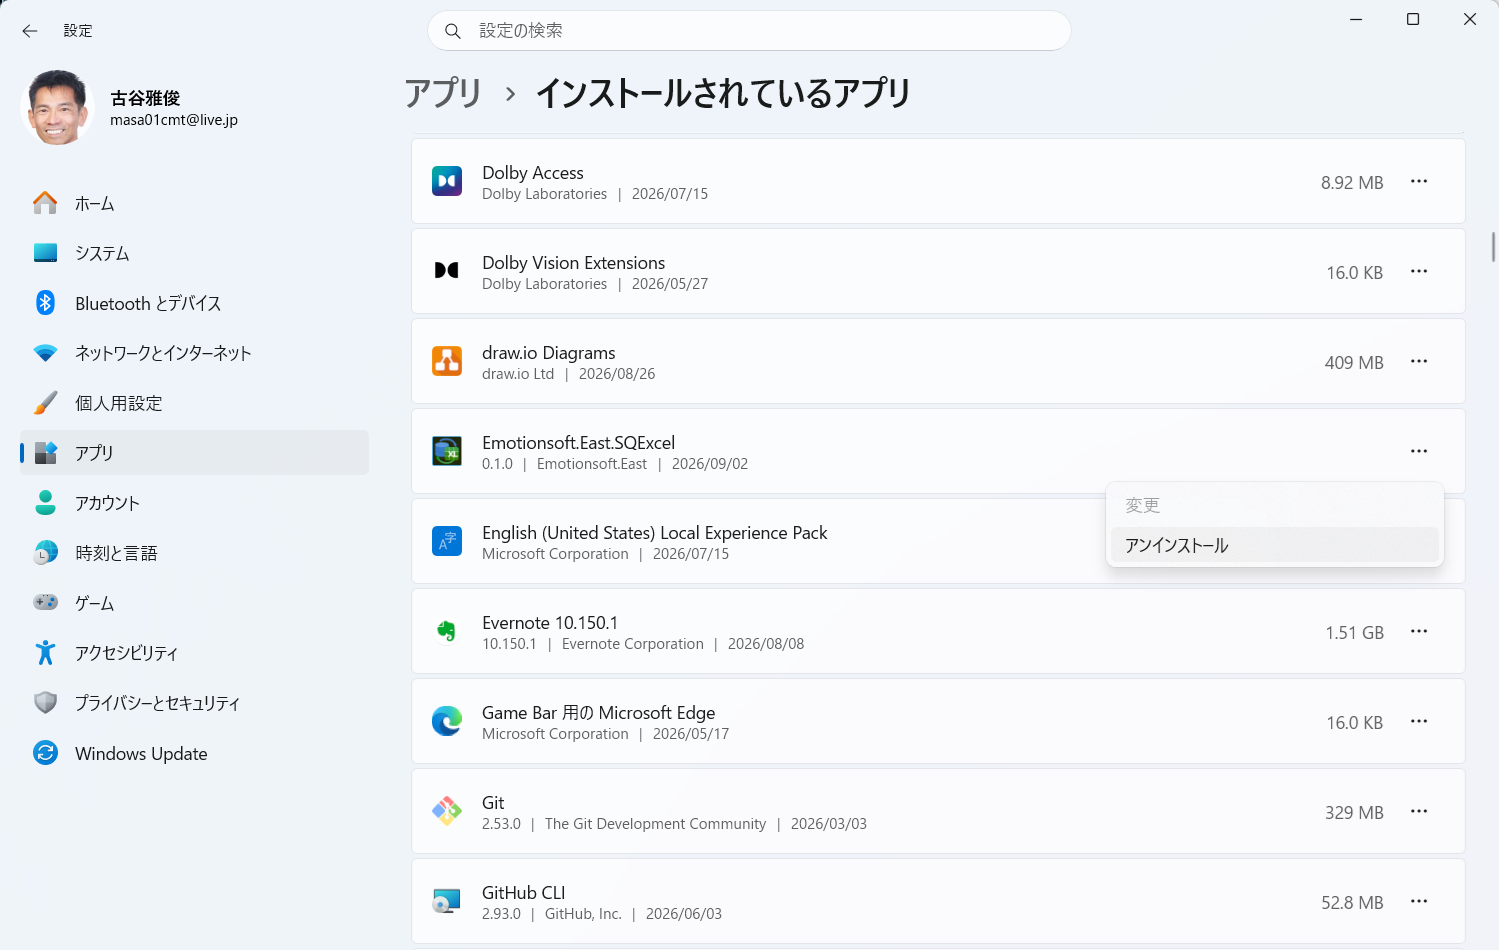 設定
設定の検索
古谷雅俊
masa01cmt@live.jp
ホーム
システム
Bluetooth とデバイス
ネットワークとインターネット
個人用設定
アプリ
アカウント
時刻と言語
ゲーム
アクセシビリティ
プライバシーとセキュリティ
Windows Update
アプリ › インストールされているアプリ
Dolby Access
Dolby Laboratories | 2026/07/15
8.92 MB
Dolby Vision Extensions
Dolby Laboratories | 2026/05/27
16.0 KB
draw.io Diagrams
draw.io Ltd | 2026/08/26
409 MB
Emotionsoft.East.SQExcel
0.1.0 | Emotionsoft.East | 2026/09/02
変更
アンインストール
English (United States) Local Experience Pack
Microsoft Corporation | 2026/07/15
Evernote 10.150.1
10.150.1 | Evernote Corporation | 2026/08/08
1.51 GB
Game Bar 用の Microsoft Edge
Microsoft Corporation | 2026/05/17
16.0 KB
Git
2.53.0 | The Git Development Community | 2026/03/03
329 MB
GitHub CLI
2.93.0 | GitHub, Inc. | 2026/06/03
52.8 MB